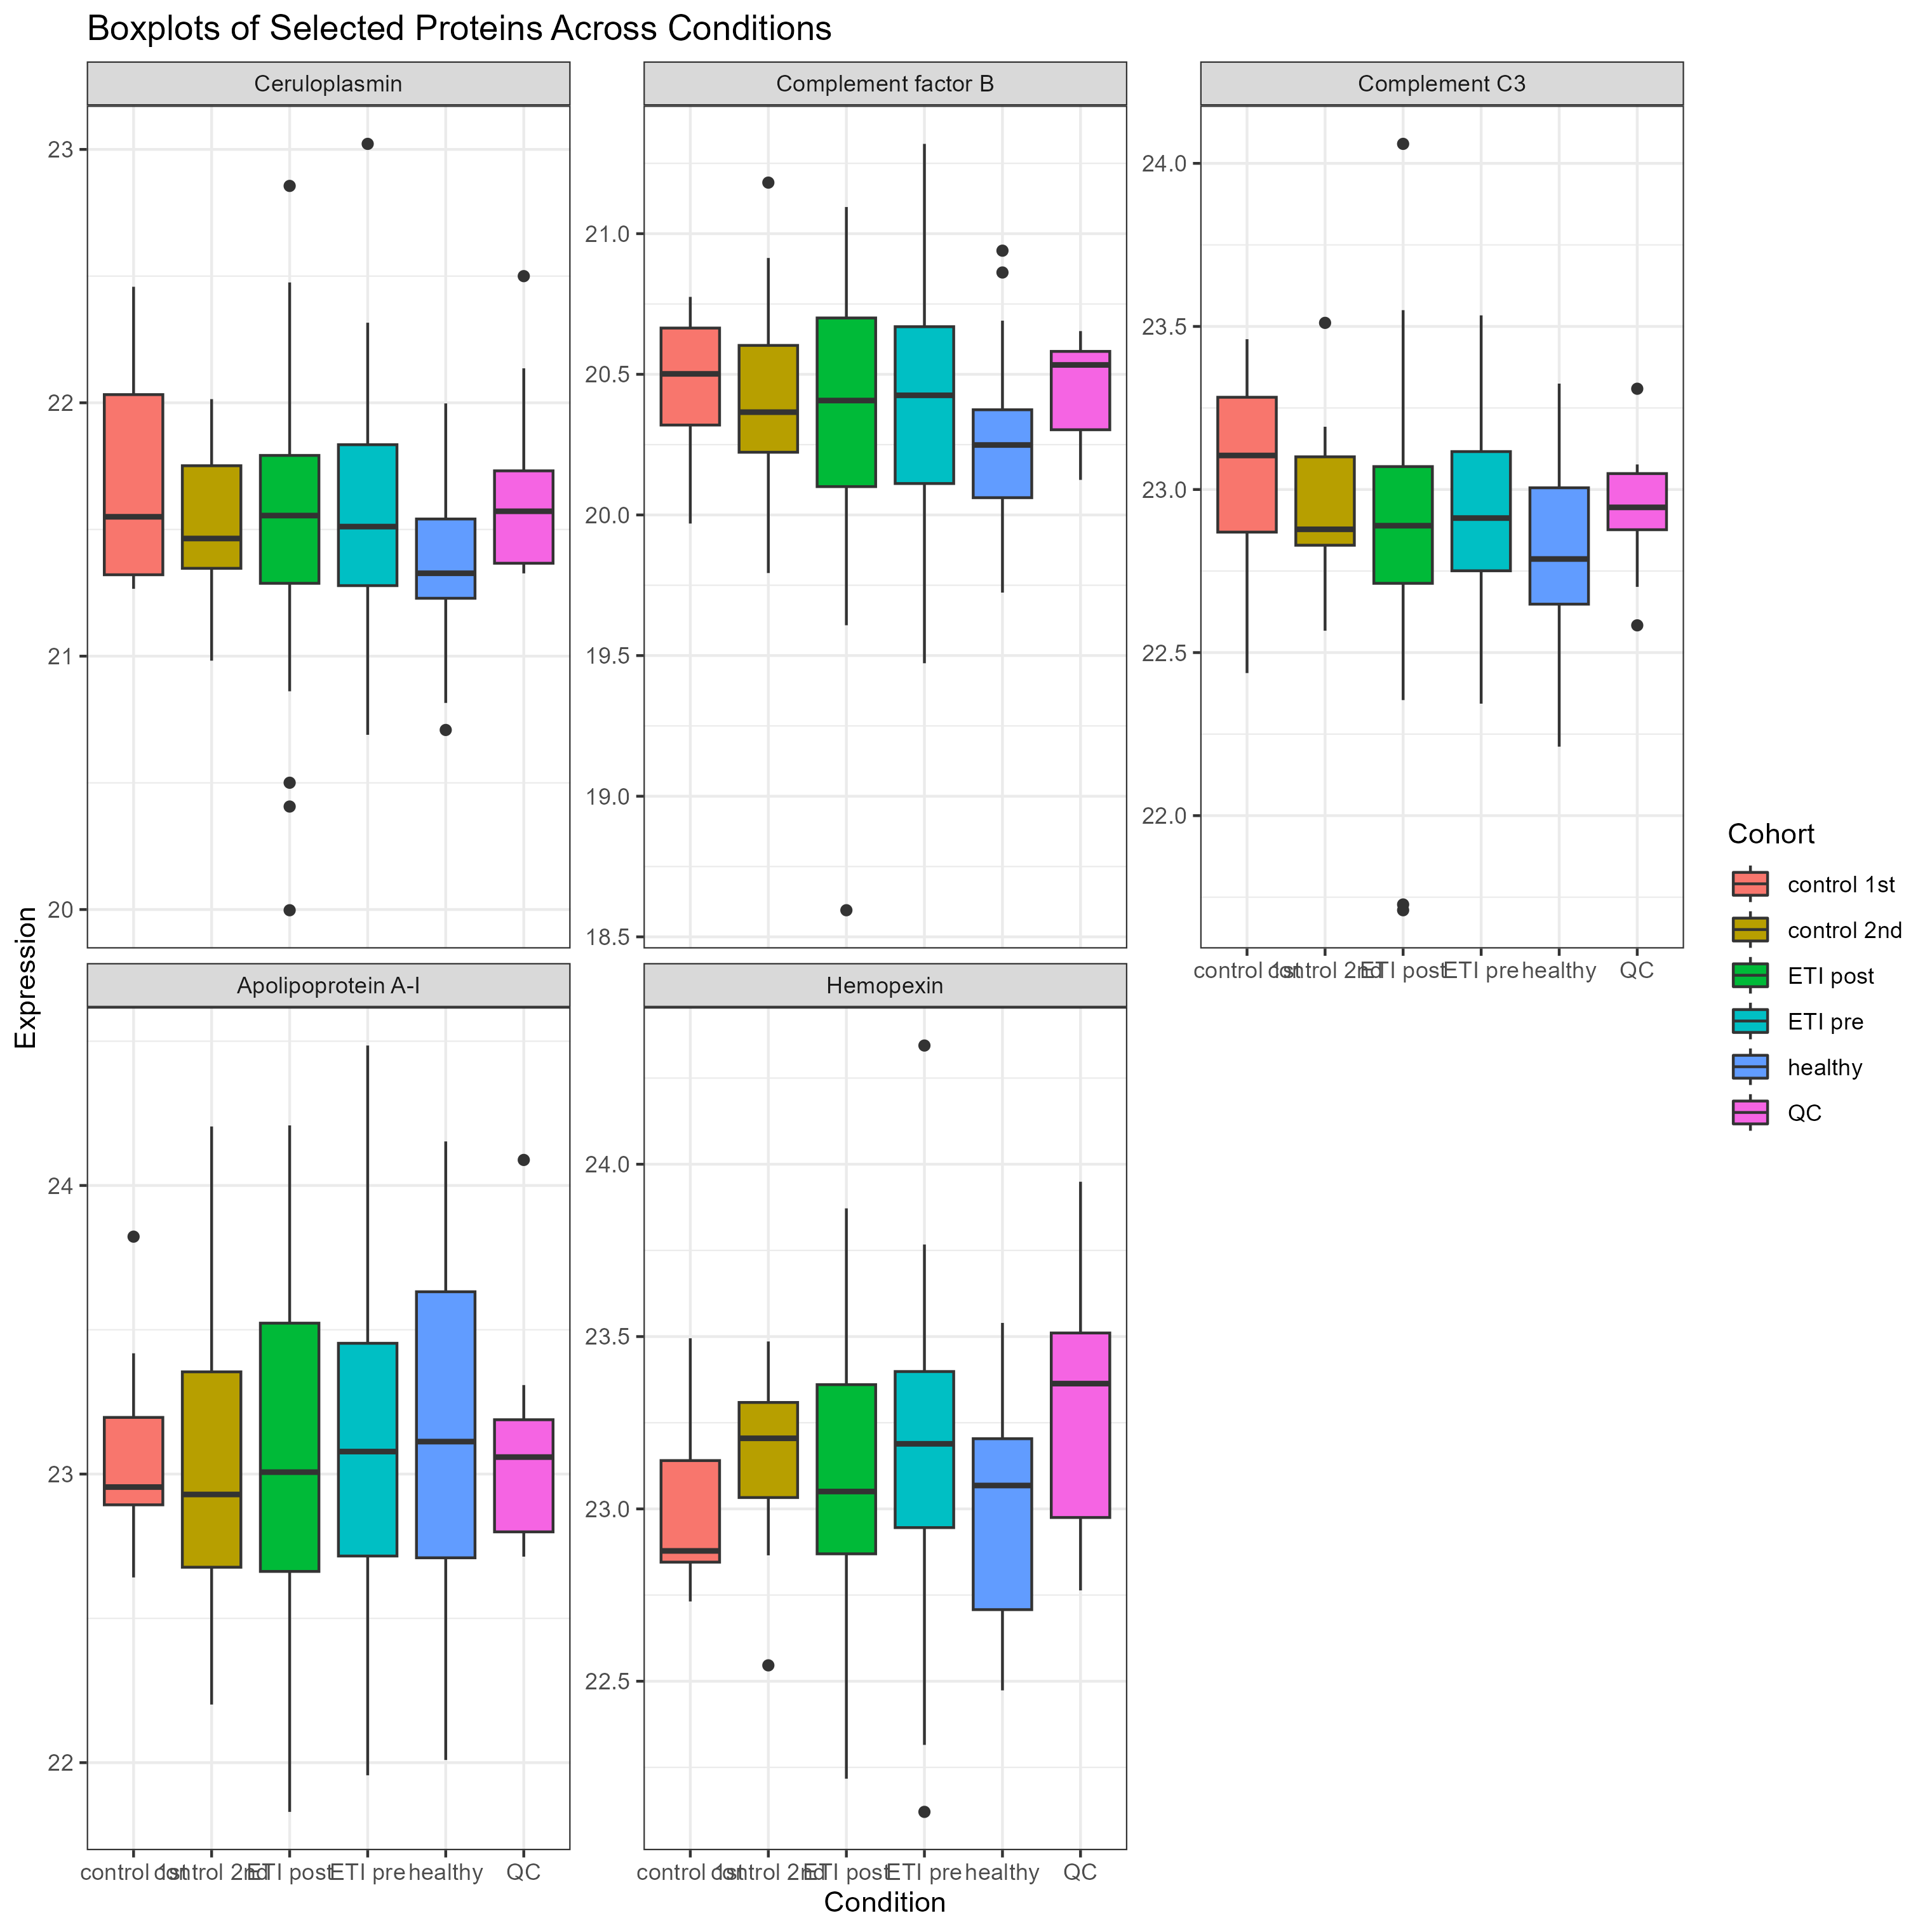 Boxplots of Selected Proteins Across Conditions
Ceruloplasmin
Complement factor B
Complement C3
23
22
21
20
21.0
20.5
20.0
19.5
19.0
18.5
24.0
23.5
23.0
22.5
22.0
control 1st control 2nd ETI post ETI pre healthy QC
Expression
Apolipoprotein A-I
Hemopexin
24
23
22
24.0
23.5
23.0
22.5
control 1st control 2nd ETI post ETI pre healthy QC
control 1st control 2nd ETI post ETI pre healthy QC
Condition
Cohort
control 1st
control 2nd
ETI post
ETI pre
healthy
QC